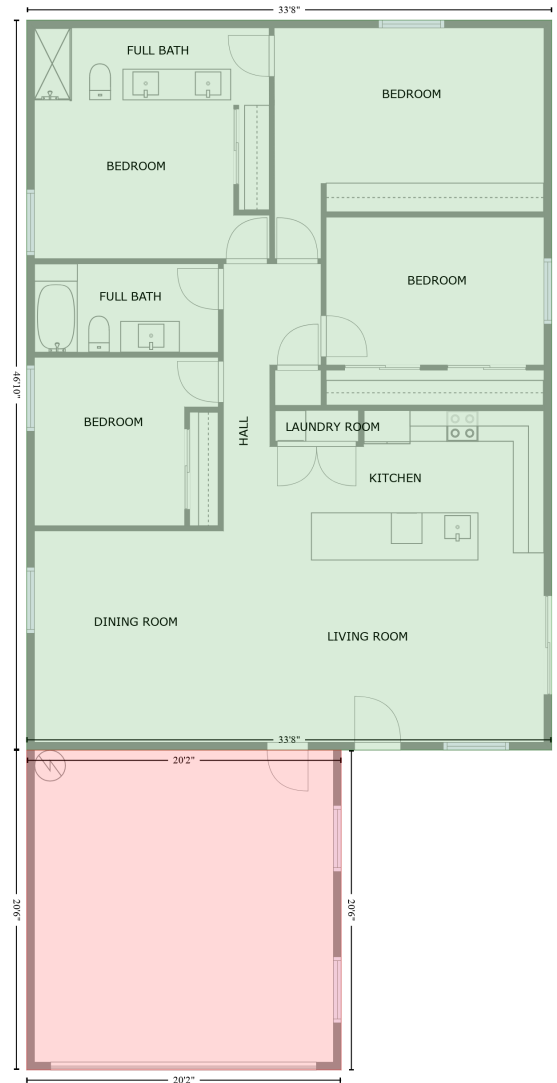 33'8"
FULL BATH
BEDROOM
BEDROOM
BEDROOM
FULL BATH
46'10"
BEDROOM
HALL
LAUNDRY ROOM
KITCHEN
DINING ROOM
LIVING ROOM
33'8"
20'2"
20'6"
20'6"
20'2"